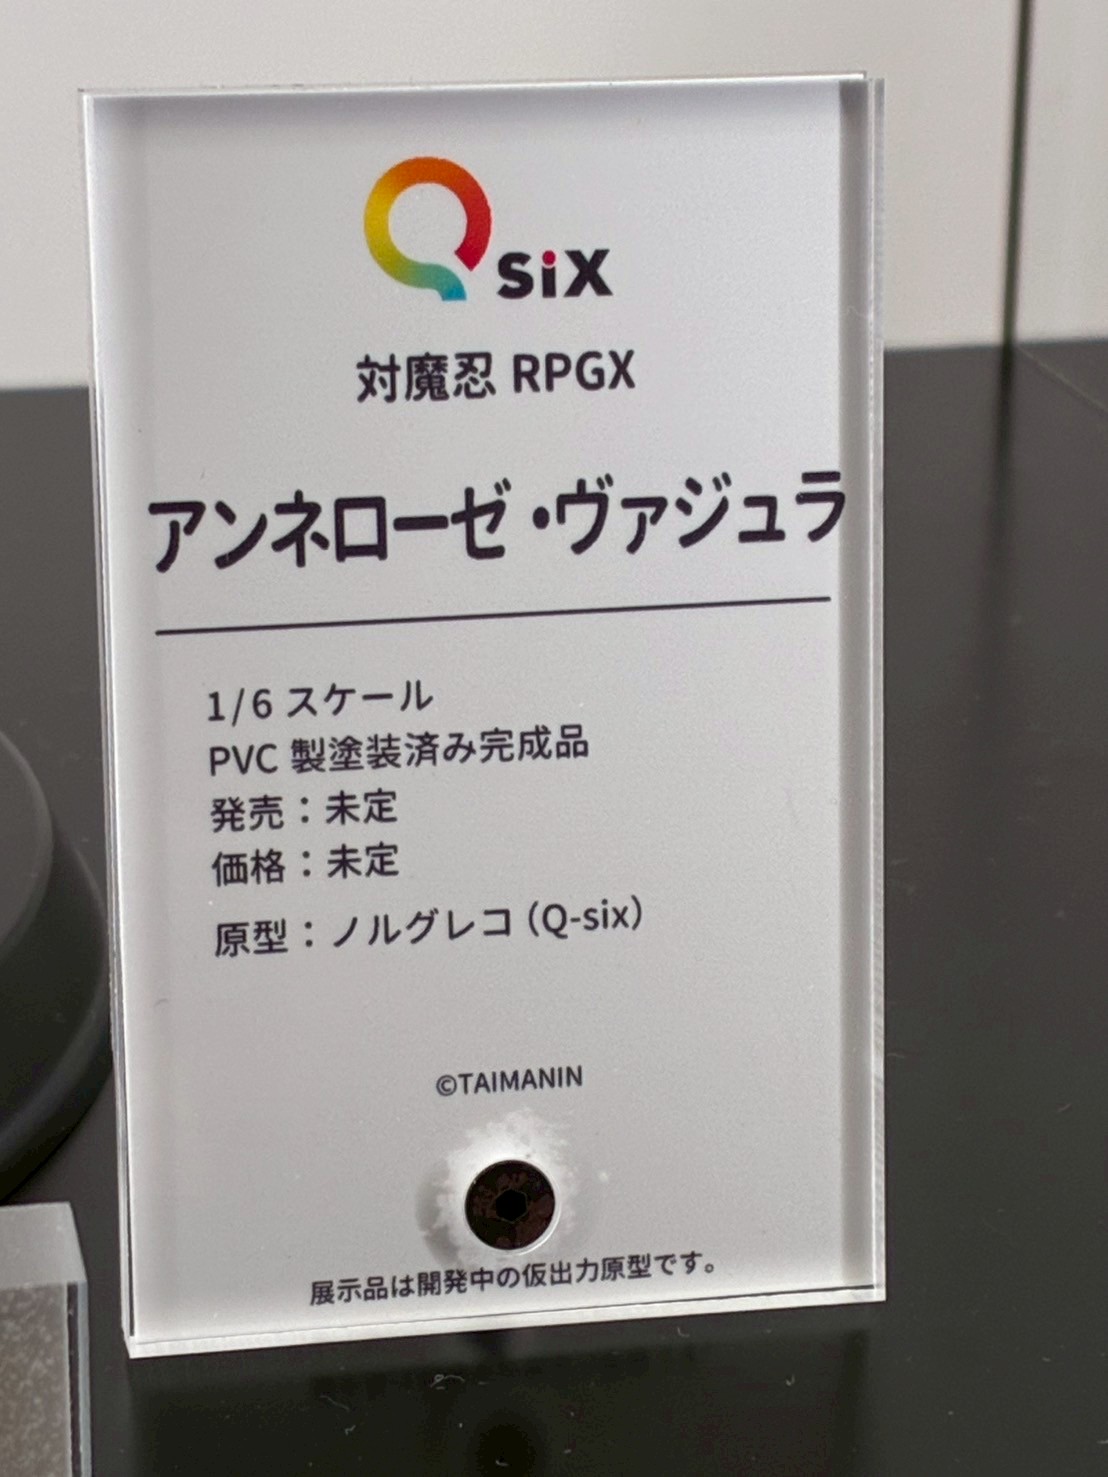 Q six
対魔忍 RPGX
アンネローゼ・ヴァジュラ
1/6 スケール
PVC 製塗装済み完成品
発売：未定
価格：未定
原型：ノルグレコ（Q-six）
©TAIMANIN
展示品は開発中の仮出力原型です。